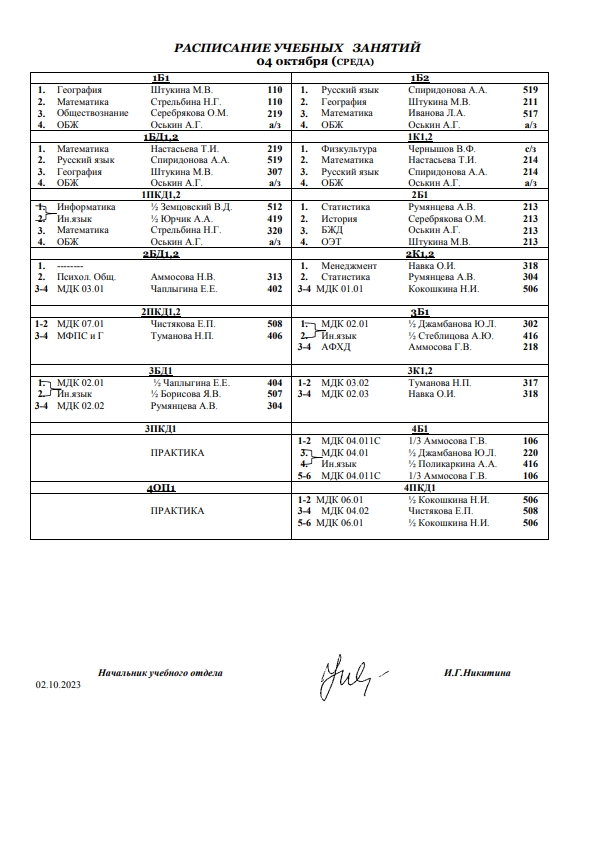 РАСПИСАНИЕ УЧЕБНЫХ ЗАНЯТИЙ
04 октября (СРЕДА)
1Б1
1. География Штукина М.В. 110
2. Математика Стрельбина Н.Г. 110
3. Обществознание Серебрякова О.М. 219
4. ОБЖ Оськин А.Г. а/з
1Б2
1. Русский язык Спиридонова А.А. 519
2. География Штукина М.В. 211
3. Математика Иванова Л.А. 517
4. ОБЖ Оськин А.Г. а/з
1БД1,2
1. Математика Настасьева Т.И. 219
2. Русский язык Спиридонова А.А. 519
3. География Штукина М.В. 307
4. ОБЖ Оськин А.Г. а/з
1К1,2
1. Физкультура Чернышов В.Ф. с/з
2. Математика Настасьева Т.И. 214
3. Русский язык Спиридонова А.А. 214
4. ОБЖ Оськин А.Г. а/з
1ПКД1,2
1. Информатика ½ Земцовский В.Д. 512
2. Ин.язык ½ Юрчик А.А. 419
3. Математика Стрельбина Н.Г. 320
4. ОБЖ Оськин А.Г. а/з
2Б1
1. Статистика Румянцева А.В. 213
2. История Серебрякова О.М. 213
3. БЖД Оськин А.Г. 213
4. ОЭТ Штукина М.В. 213
2БД1,2
1. --------
2. Психол. Общ. Аммосова Н.В. 313
3-4 МДК 03.01 Чаплыгина Е.Е. 402
2К1,2
1. Менеджмент Навка О.И. 318
2. Статистика Румянцева А.В. 304
3-4 МДК 01.01 Кокошкина Н.И. 506
2ПКД1,2
1-2 МДК 07.01 Чистякова Е.П. 508
3-4 МФПС и Г Туманова Н.П. 406
3Б1
1. МДК 02.01 ½ Джамбанова Ю.Л. 302
2. Ин.язык ½ Стеблицова А.Ю. 416
3-4 АФХД Аммосова Г.В. 218
3БД1
1. МДК 02.01 ½ Чаплыгина Е.Е. 404
2. Ин.язык ½ Борисова Я.В. 507
3-4 МДК 02.02 Румянцева А.В. 304
3К1,2
1-2 МДК 03.02 Туманова Н.П. 317
3-4 МДК 02.03 Навка О.И. 318
3ПКД1
ПРАКТИКА
4Б1
1-2 МДК 04.011С 1/3 Аммосова Г.В. 106
3. МДК 04.01 ½ Джамбанова Ю.Л. 220
4. Ин.язык ½ Поликаркина А.А. 416
5-6 МДК 04.011С 1/3 Аммосова Г.В. 106
4ОП1
ПРАКТИКА
4ПКД1
1-2 МДК 06.01 ½ Кокошкина Н.И. 506
3-4 МДК 04.02 Чистякова Е.П. 508
5-6 МДК 06.01 ½ Кокошкина Н.И. 506
Начальник учебного отдела И.Г.Никитина
02.10.2023